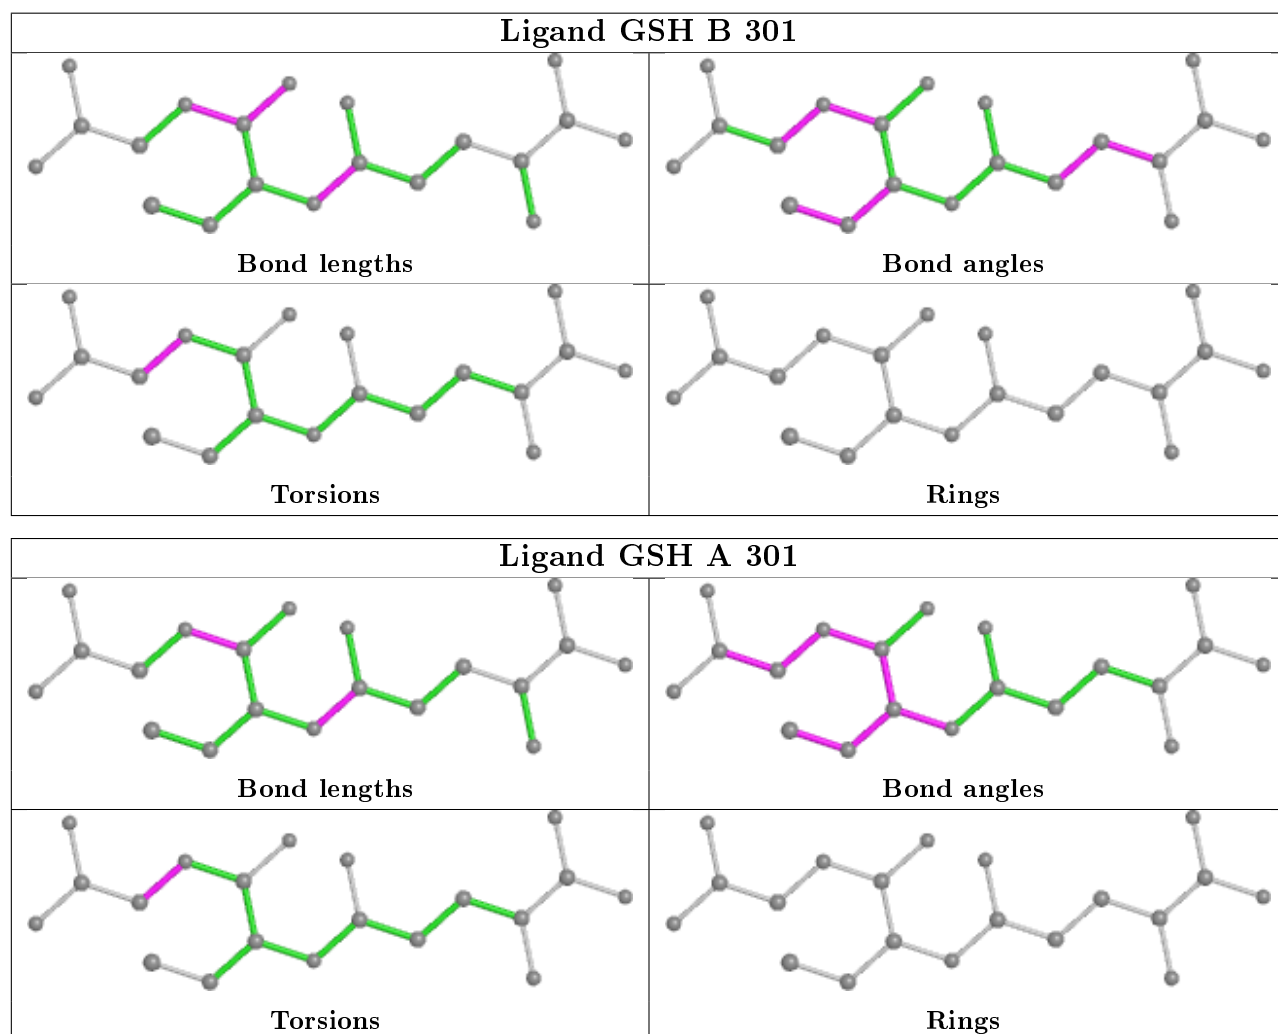 Ligand GSH B 301
Bond lengths
Bond angles
Torsions
Rings
Ligand GSH A 301
Bond lengths
Bond angles
Torsions
Rings